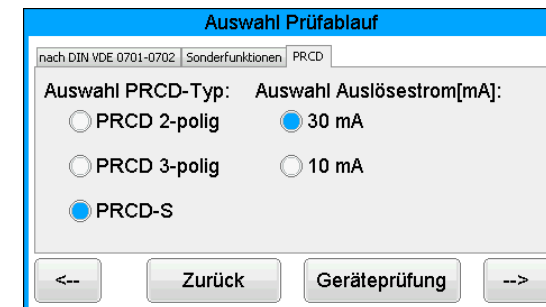 Auswahl Prüfablauf
nach DIN VDE 0701-0702 Sonderfunktionen PRCD
Auswahl PRCD-Typ: Auswahl Auslösestrom[mA]:
PRCD 2-polig 30 mA
PRCD 3-polig 10 mA
PRCD-S
<-- Zurück Geräteprüfung -->